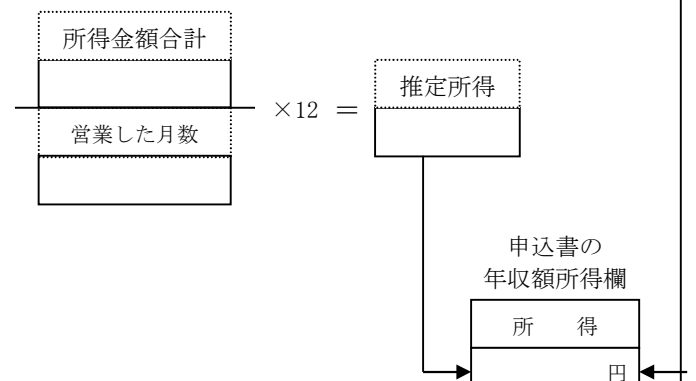 所得金額合計
営業した月数
×12 ＝
推定所得
申込書の
年収額所得欄
所　得
円